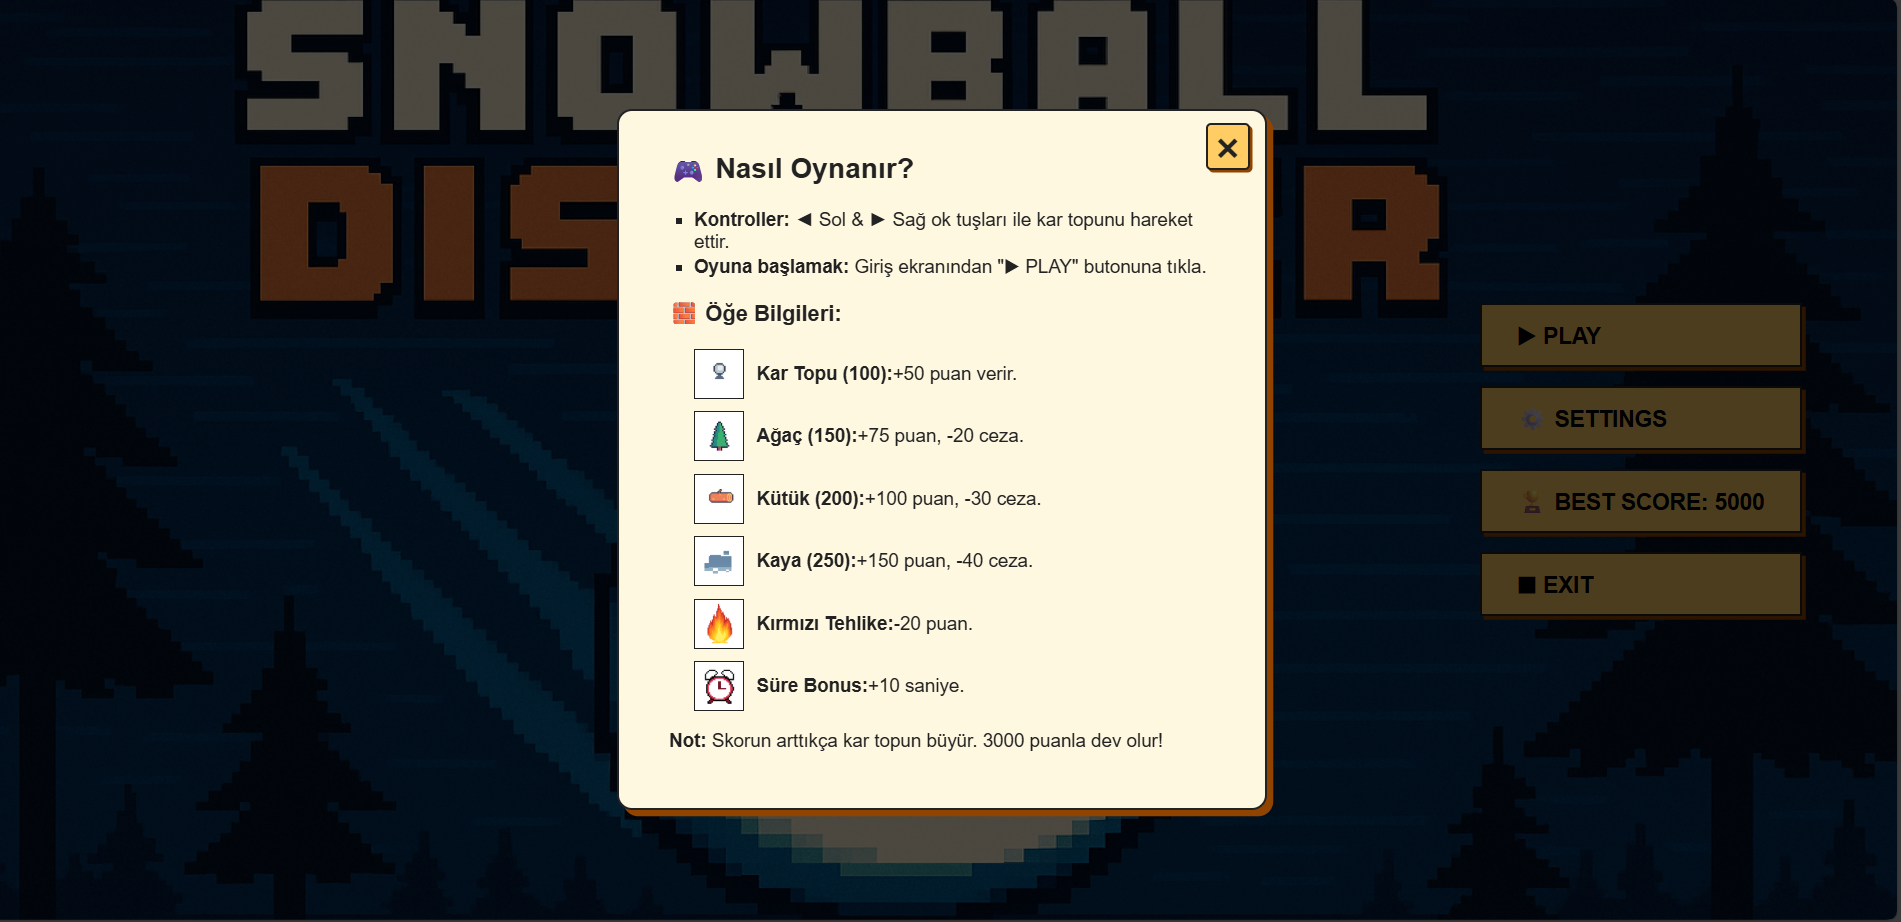 SNOWBALL
DIS R
Nasıl Oynanır?
Kontroller: ◄ Sol & ► Sağ ok tuşları ile kar topunu hareket
ettir.
Oyuna başlamak: Giriş ekranından "▶ PLAY" butonuna tıkla.
Öğe Bilgileri:
Kar Topu (100):+50 puan verir.
Ağaç (150):+75 puan, -20 ceza.
Kütük (200):+100 puan, -30 ceza.
Kaya (250):+150 puan, -40 ceza.
Kırmızı Tehlike:-20 puan.
Süre Bonus:+10 saniye.
Not: Skorun arttıkça kar topun büyür. 3000 puanla dev olur!
▶ PLAY
SETTINGS
BEST SCORE: 5000
■ EXIT